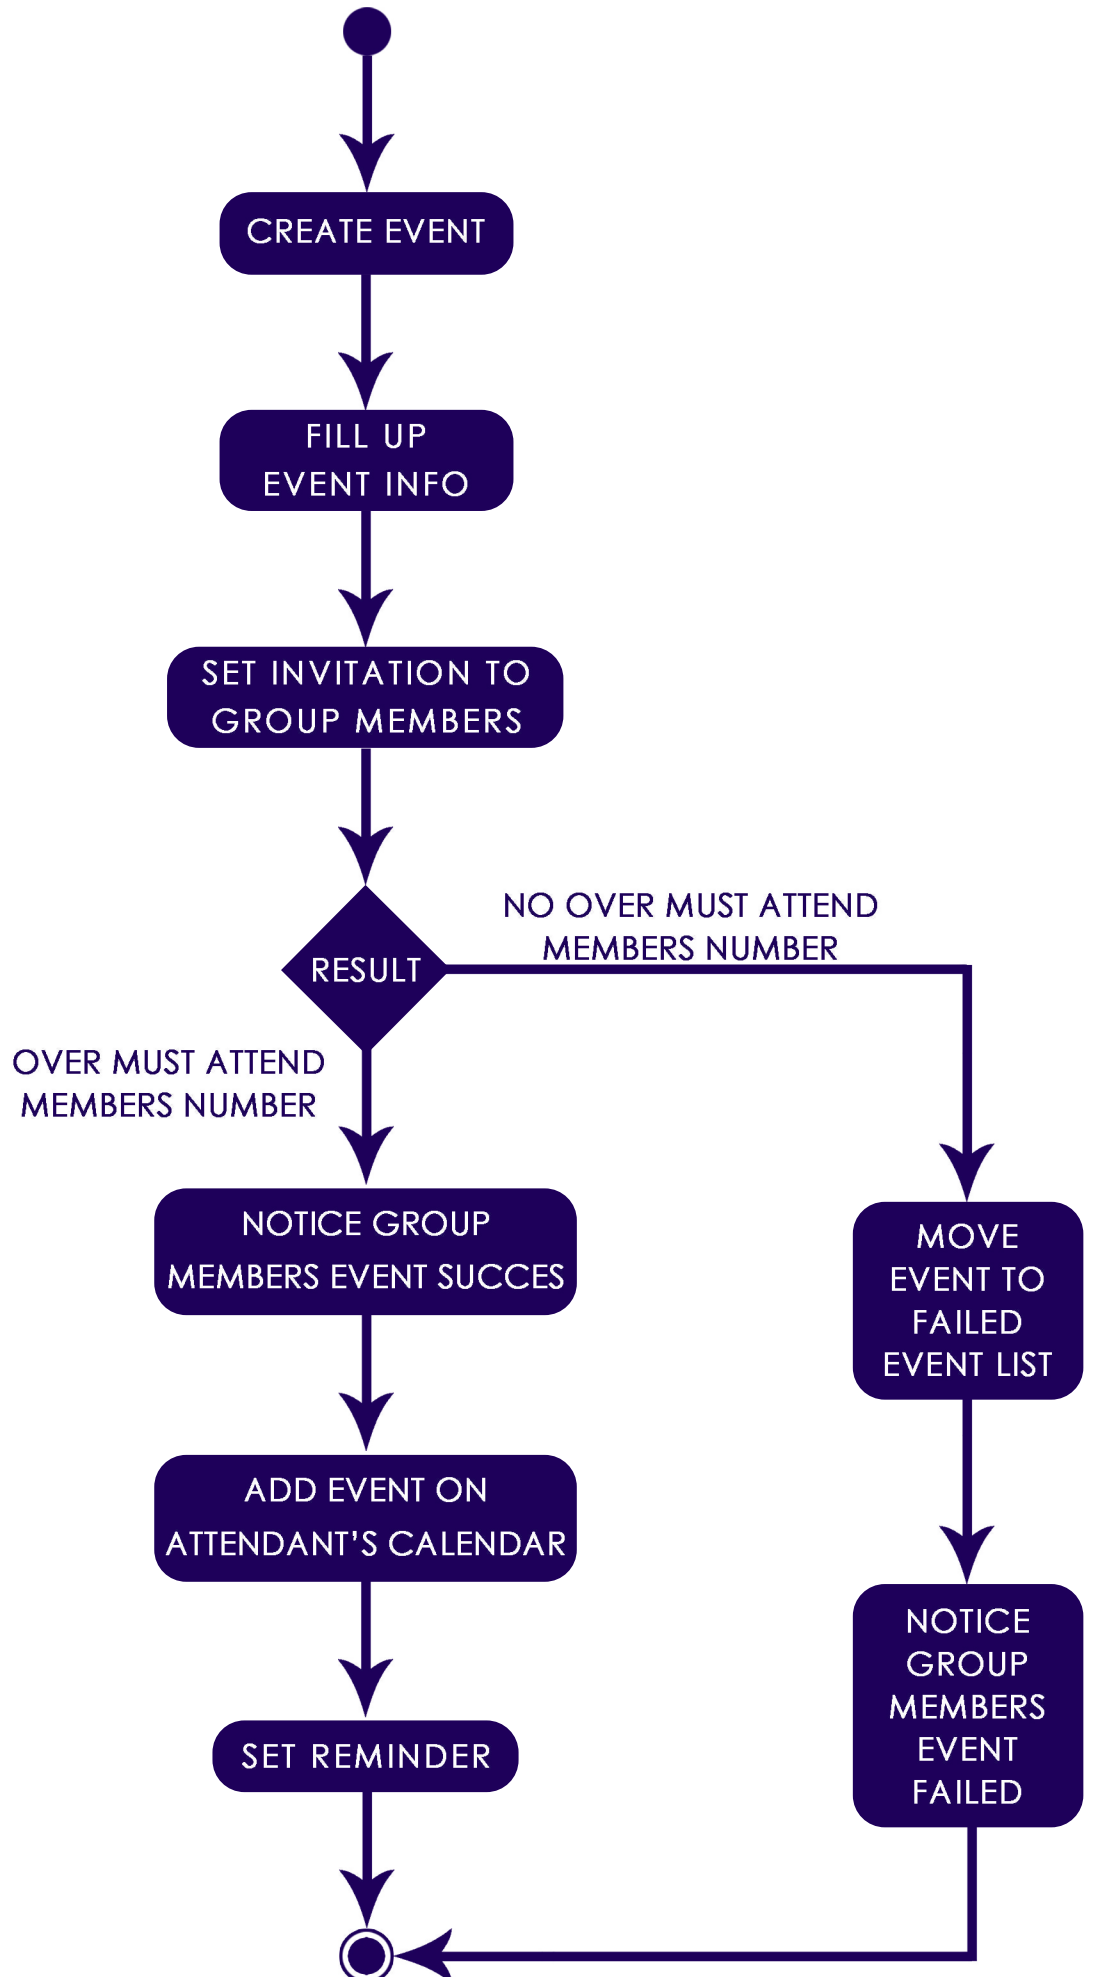 CREATE EVENT
FILL UP
EVENT INFO
SET INVITATION TO
GROUP MEMBERS
RESULT
NO OVER MUST ATTEND
MEMBERS NUMBER
OVER MUST ATTEND
MEMBERS NUMBER
NOTICE GROUP
MEMBERS EVENT SUCCES
ADD EVENT ON
ATTENDANT’S CALENDAR
SET REMINDER
MOVE
EVENT TO
FAILED
EVENT LIST
NOTICE
GROUP
MEMBERS
EVENT
FAILED